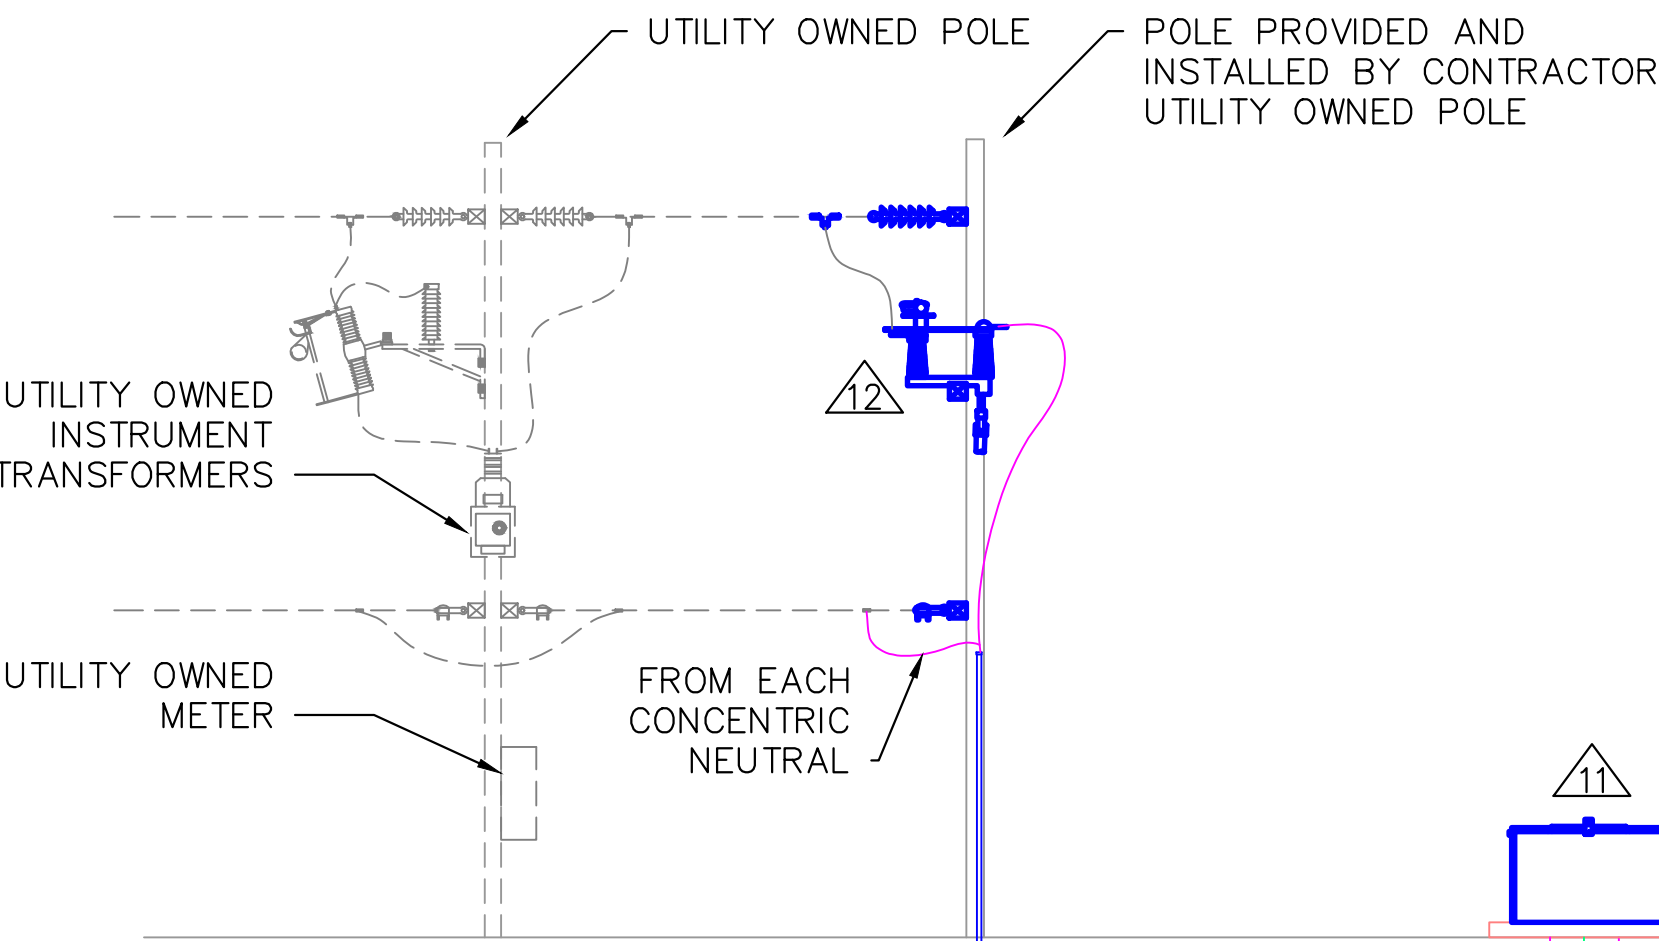 UTILITY OWNED POLE
POLE PROVIDED AND
INSTALLED BY CONTRACTOR
UTILITY OWNED POLE
UTILITY OWNED
INSTRUMENT
TRANSFORMERS
12
UTILITY OWNED
METER
FROM EACH
CONCENTRIC
NEUTRAL
11